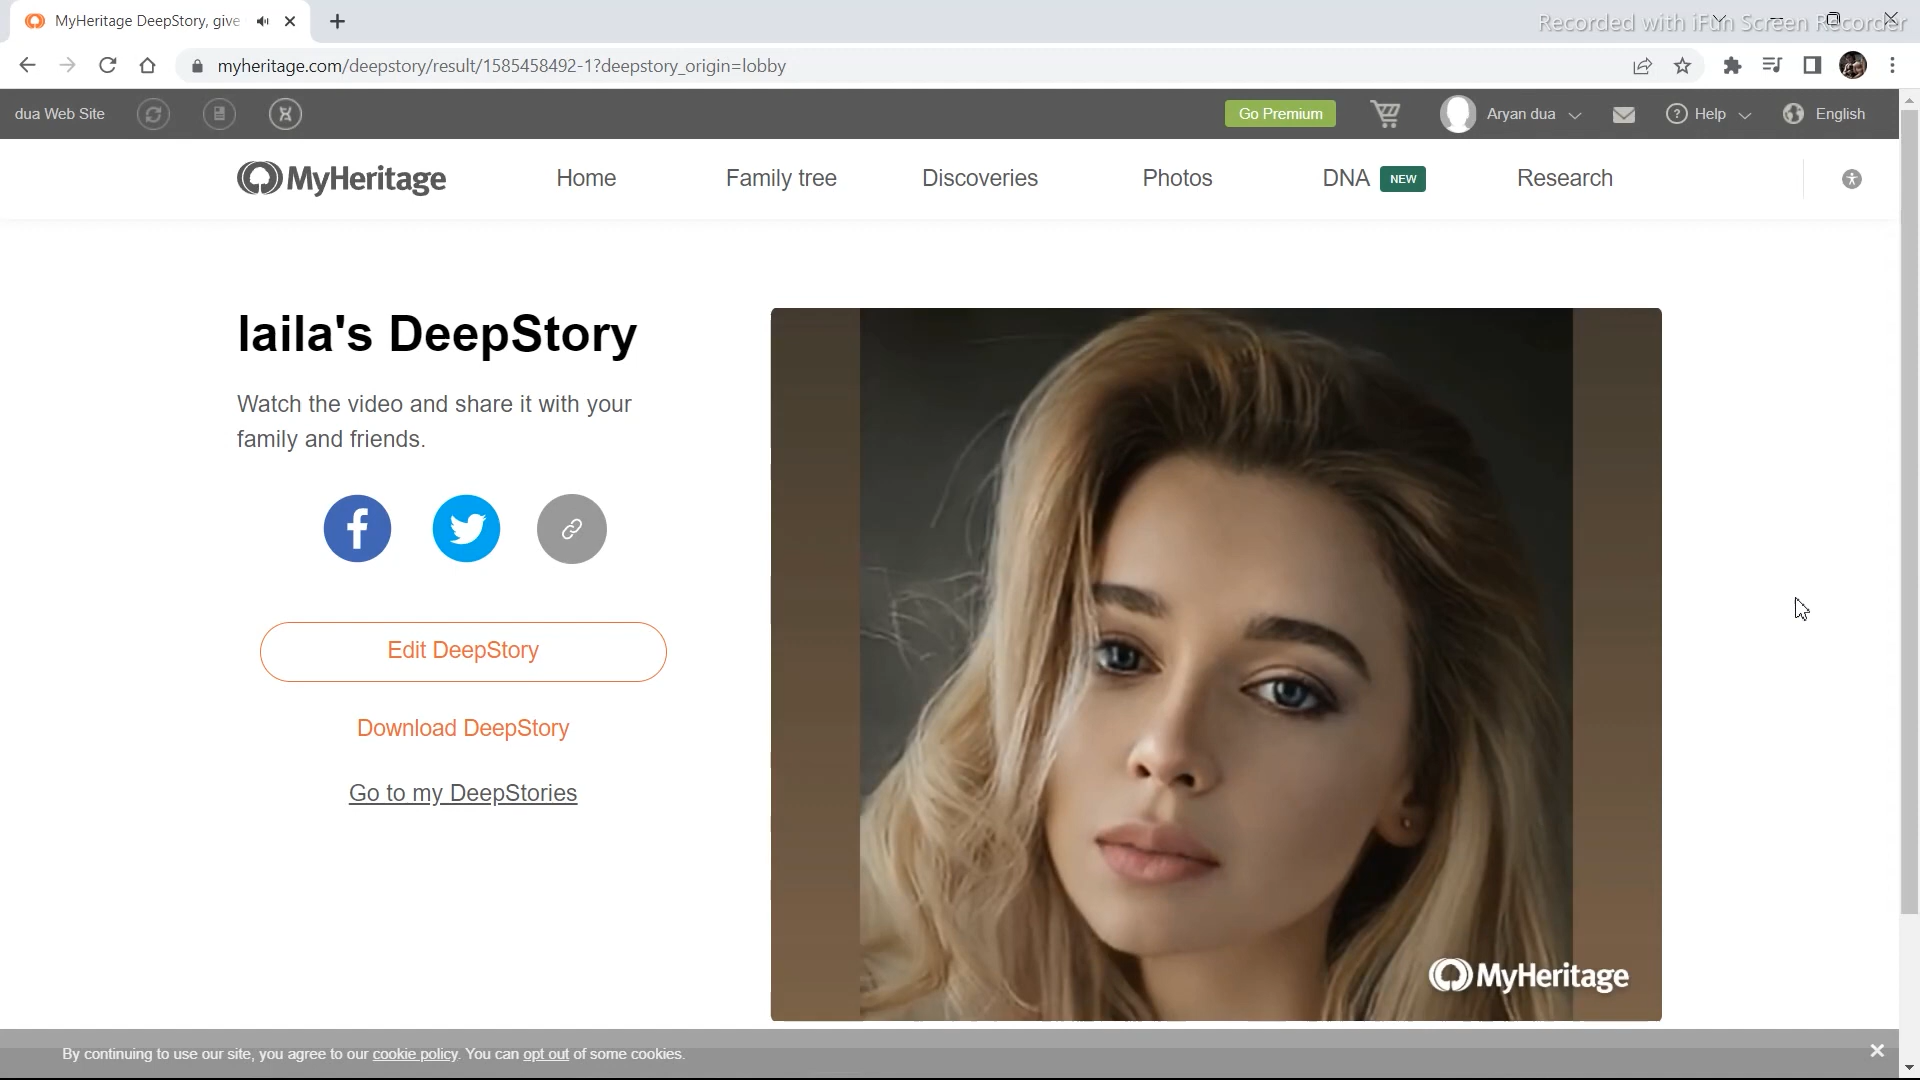 MyHeritage DeepStory, give
Recorded with iFun Screen Recorder
myheritage.com/deepstory/result/1585458492-1?deepstory_origin=lobby
dua Web Site
Go Premium
Aryan dua
Help
English
MyHeritage
Home
Family tree
Discoveries
Photos
DNA NEW
Research
laila's DeepStory
Watch the video and share it with your
family and friends.
Edit DeepStory
Download DeepStory
Go to my DeepStories
MyHeritage
By continuing to use our site, you agree to our cookie policy. You can opt out of some cookies.